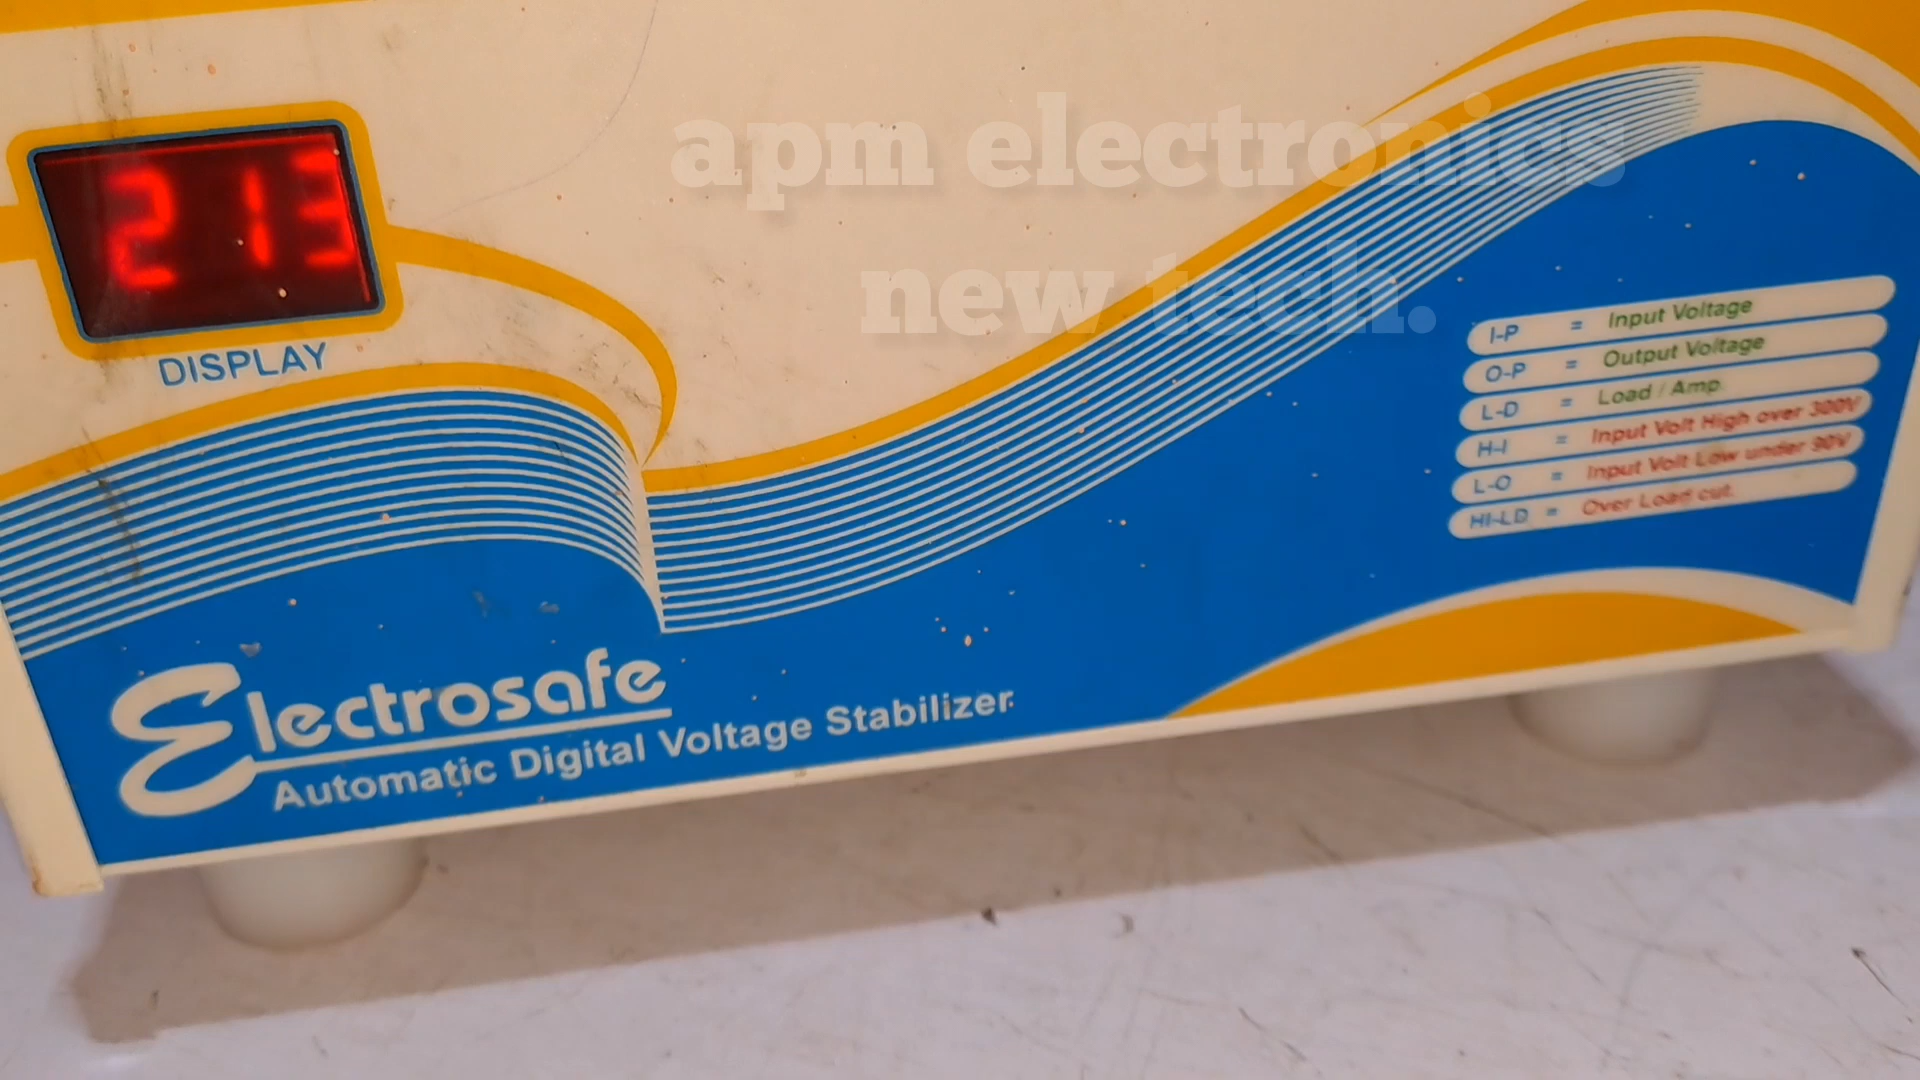 apm electronics
new tech.
213
DISPLAY
I-P = Input Voltage
O-P = Output Voltage
L-D = Load / Amp.
H-I = Input Volt High over 300V
L-O = Input Volt Low under 90V
HI-LD = Over Load cut.
Electrosafe
Automatic Digital Voltage Stabilizer